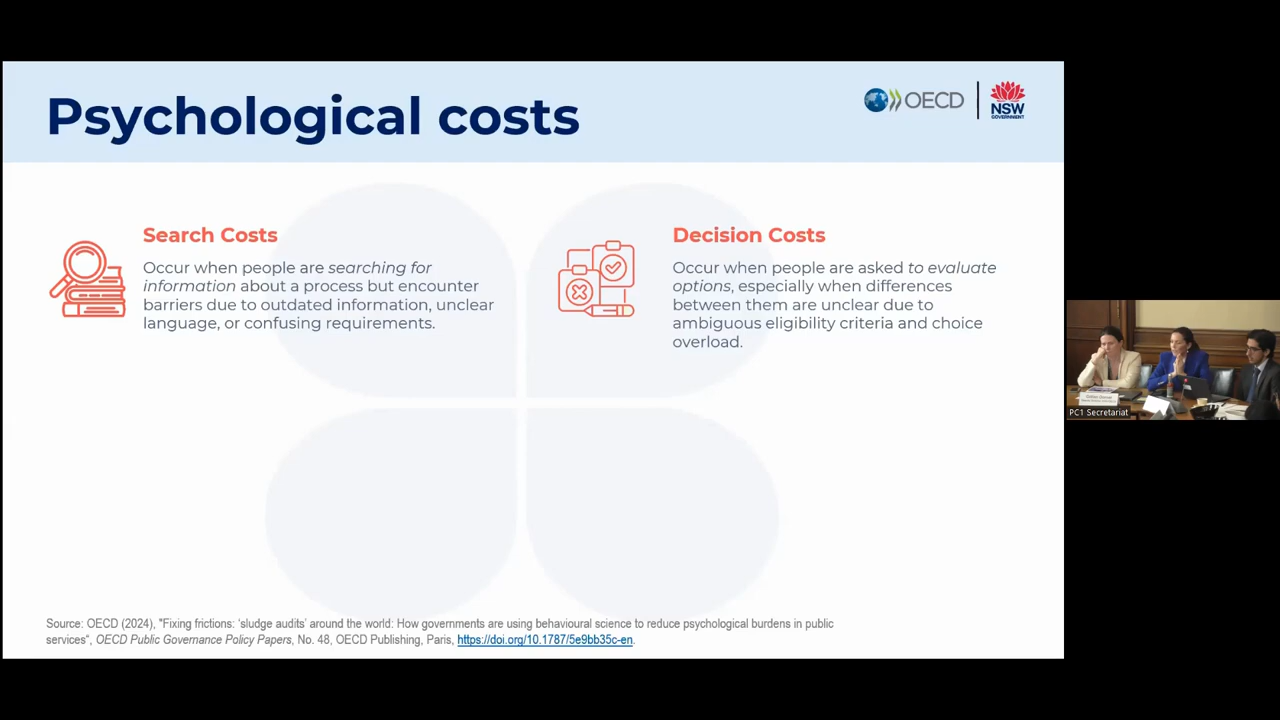 Psychological costs
OECD
NSW
GOVERNMENT
Search Costs
Occur when people are searching for
information about a process but encounter
barriers due to outdated information, unclear
language, or confusing requirements.
Decision Costs
Occur when people are asked to evaluate
options, especially when differences
between them are unclear due to
ambiguous eligibility criteria and choice
overload.
Source: OECD (2024), "Fixing frictions: 'sludge audits' around the world: How governments are using behavioural science to reduce psychological burdens in public
services", OECD Public Governance Policy Papers, No. 48, OECD Publishing, Paris, https://doi.org/10.1787/5e9bb35c-en.
PC1 Secretariat